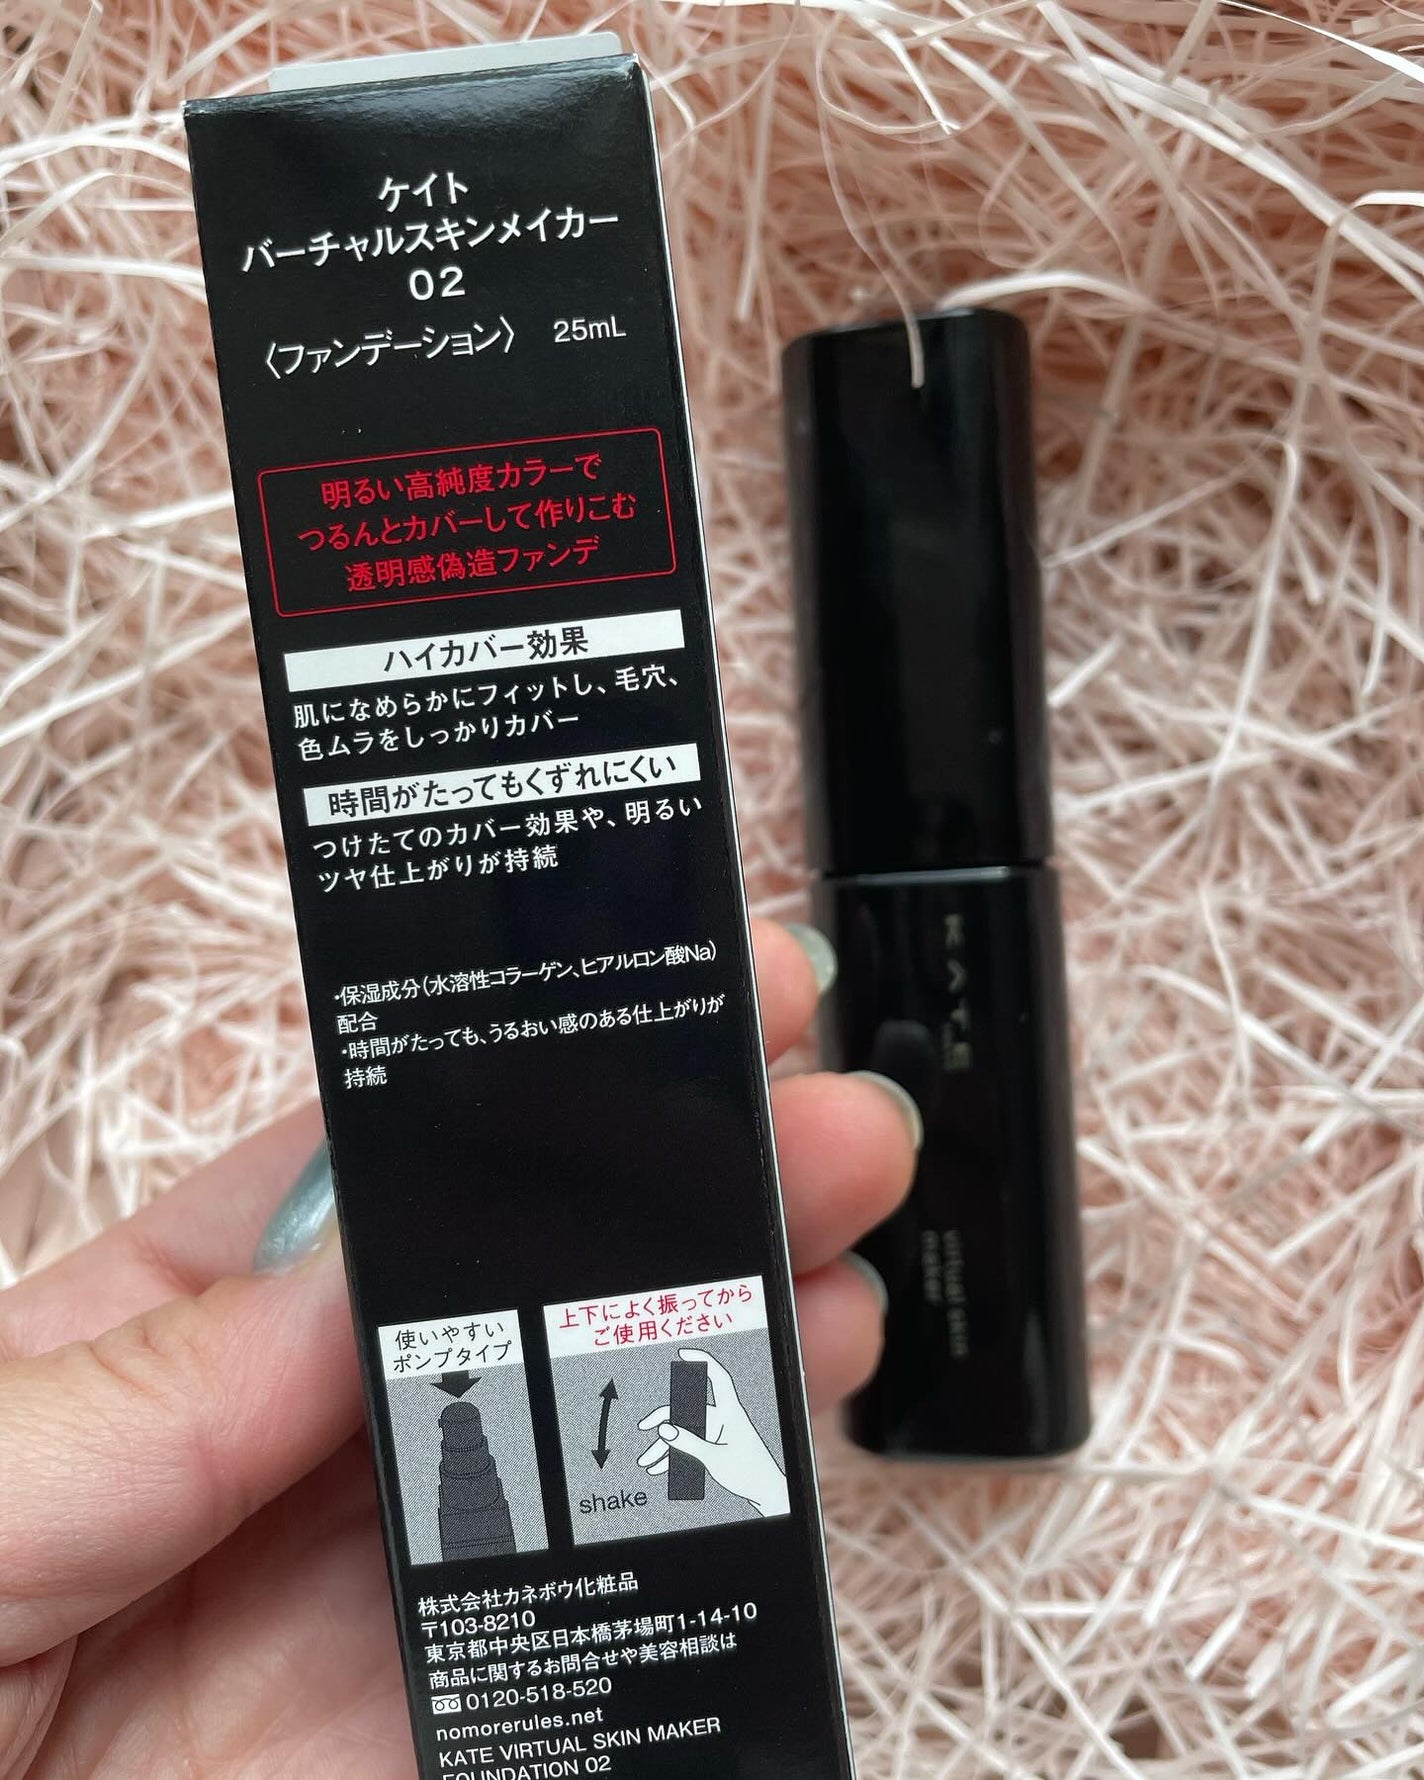 ケイト
バーチャルスキンメイカー
02
〈ファンデーション〉 25mL
明るい高純度カラーで
つるんとカバーして作りこむ
透明感偽造ファンデ
ハイカバー効果
肌になめらかにフィットし、毛穴、
色ムラをしっかりカバー
時間がたってもくずれにくい
つけたてのカバー効果や、明るい
ツヤ仕上がりが持続
・保湿成分(水溶性コラーゲン、ヒアルロン酸Na)
配合
・時間がたっても、うるおい感のある仕上がりが
持続
使いやすい
ポンプタイプ
上下によく振ってから
ご使用ください
shake
株式会社カネボウ化粧品
〒103-8210
東京都中央区日本橋茅場町1-14-10
商品に関するお問合せや美容相談は
0120-518-520
nomorerules.net
KATE VIRTUAL SKIN MAKER
FOUNDATION 02
KATE
virtual skin
maker